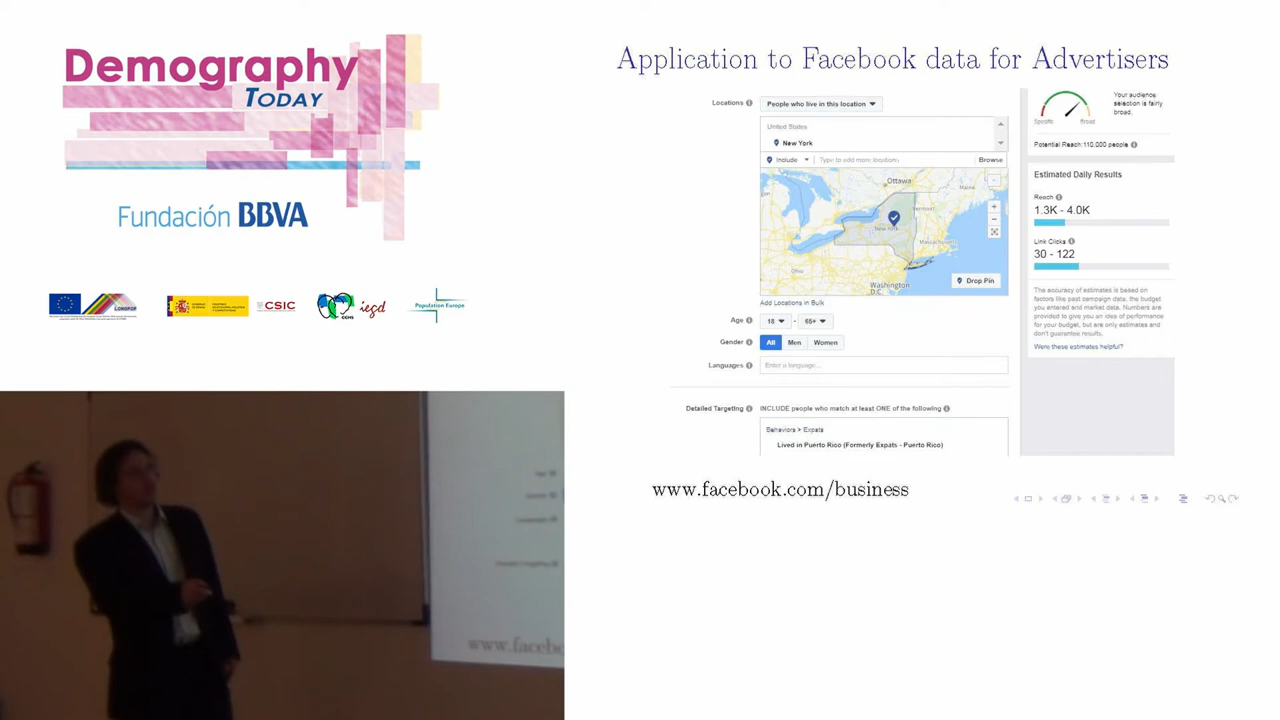 Demography
TODAY
Fundación BBVA
LONGPOP
CSIC
CCHS
iegd
Population Europe
Application to Facebook data for Advertisers
Locations
People who live in this location
United States
New York
Include
Type to add more locations
Browse
Ottawa
Maine
Vermont
New York
Massachusetts
Ohio
Washington
D.C.
Drop Pin
Add Locations in Bulk
Age
18 - 65+
Gender
All Men Women
Languages
Enter a language...
Detailed Targeting
INCLUDE people who match at least ONE of the following
Behaviors > Expats
Lived in Puerto Rico (Formerly Expats - Puerto Rico)
Your audience
selection is fairly
broad.
Specific Broad
Potential Reach:110,000 people
Estimated Daily Results
Reach
1.3K - 4.0K
Link Clicks
30 - 122
The accuracy of estimates is based on
factors like past campaign data, the budget
you entered and market data. Numbers are
provided to give you an idea of performance
for your budget, but are only estimates and
don't guarantee results.
Were these estimates helpful?
www.facebook.com/business
www.facebo